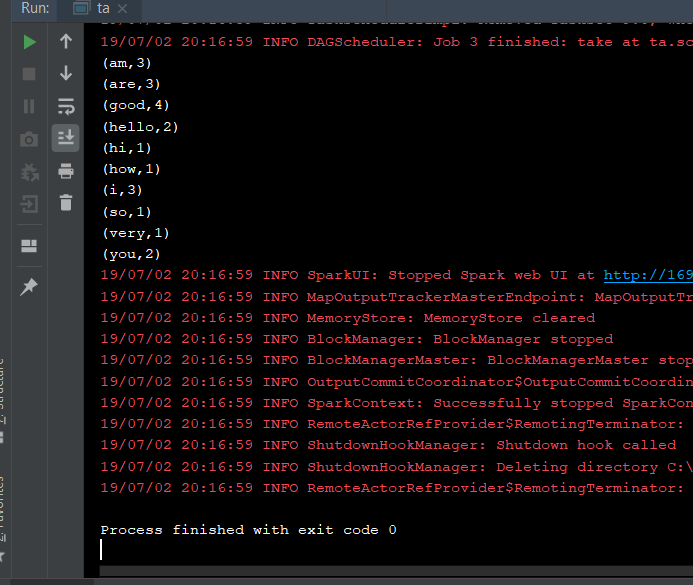 Run: ta
19/07/02 20:16:59 INFO DAGScheduler: Job 3 finished: take at ta.sc
(am,3)
(are,3)
(good,4)
(hello,2)
(hi,1)
(how,1)
(i,3)
(so,1)
(very,1)
(you,2)
19/07/02 20:16:59 INFO SparkUI: Stopped Spark web UI at http://169
19/07/02 20:16:59 INFO MapOutputTrackerMasterEndpoint: MapOutputTr
19/07/02 20:16:59 INFO MemoryStore: MemoryStore cleared
19/07/02 20:16:59 INFO BlockManager: BlockManager stopped
19/07/02 20:16:59 INFO BlockManagerMaster: BlockManagerMaster stop
19/07/02 20:16:59 INFO OutputCommitCoordinator$OutputCommitCoordin
19/07/02 20:16:59 INFO SparkContext: Successfully stopped SparkCon
19/07/02 20:16:59 INFO RemoteActorRefProvider$RemotingTerminator:
19/07/02 20:16:59 INFO ShutdownHookManager: Shutdown hook called
19/07/02 20:16:59 INFO ShutdownHookManager: Deleting directory C:\
19/07/02 20:16:59 INFO RemoteActorRefProvider$RemotingTerminator:
Process finished with exit code 0